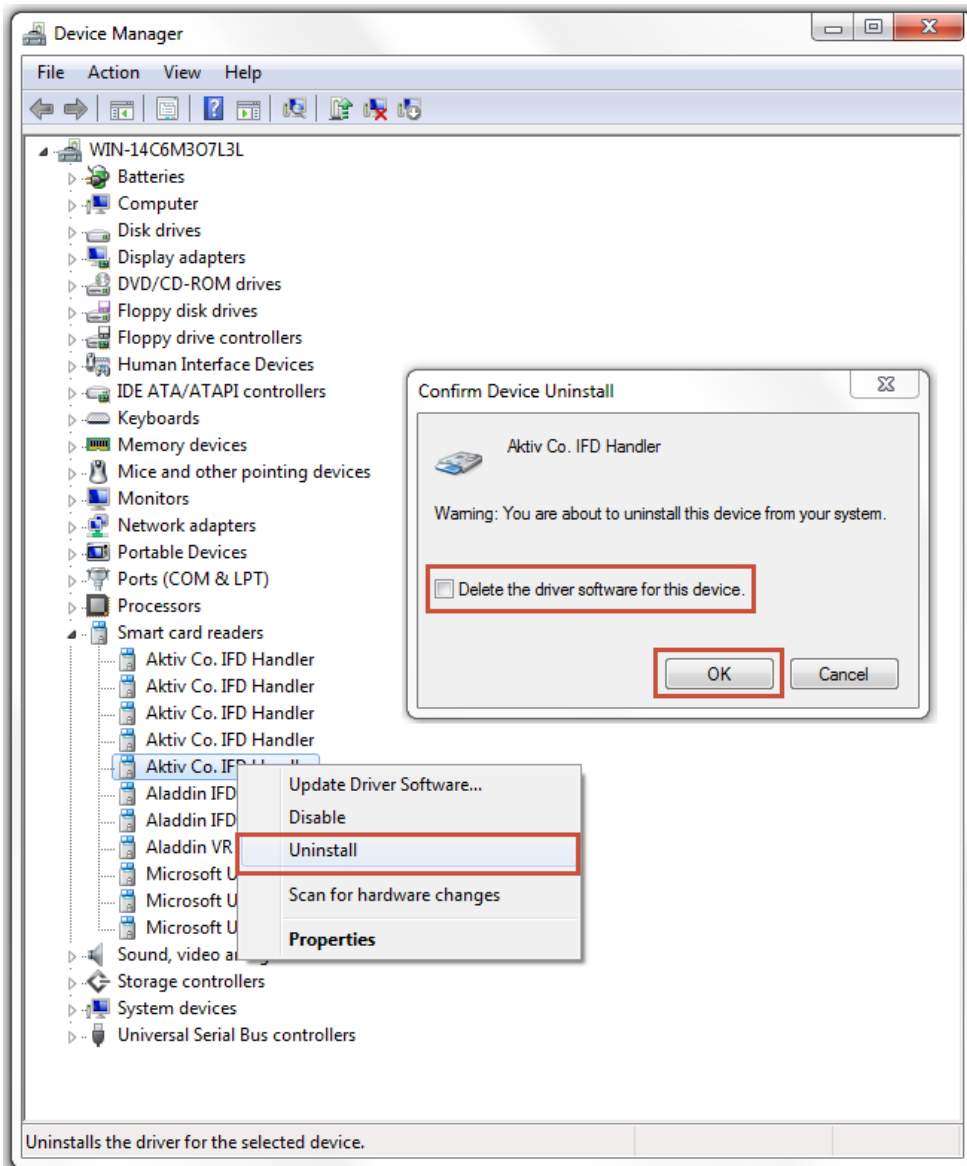 Device Manager
File Action View Help
WIN-14C6M3O7L3L
Batteries
Computer
Disk drives
Display adapters
DVD/CD-ROM drives
Floppy disk drives
Floppy drive controllers
Human Interface Devices
IDE ATA/ATAPI controllers
Keyboards
Memory devices
Mice and other pointing devices
Monitors
Network adapters
Portable Devices
Ports (COM & LPT)
Processors
Smart card readers
Aktiv Co. IFD Handler
Aktiv Co. IFD Handler
Aktiv Co. IFD Handler
Aktiv Co. IFD Handler
Aktiv Co.
Aladdin IFD
Aladdin IFD
Aladdin VR
Microsoft U
Microsoft U
Microsoft U
Sound, video
Storage controllers
System devices
Universal Serial Bus controllers
Update Driver Software...
Disable
Uninstall
Scan for hardware changes
Properties
Confirm Device Uninstall
Aktiv Co. IFD Handler
Warning: You are about to uninstall this device from your system.
Delete the driver software for this device.
OK Cancel
Uninstalls the driver for the selected device.